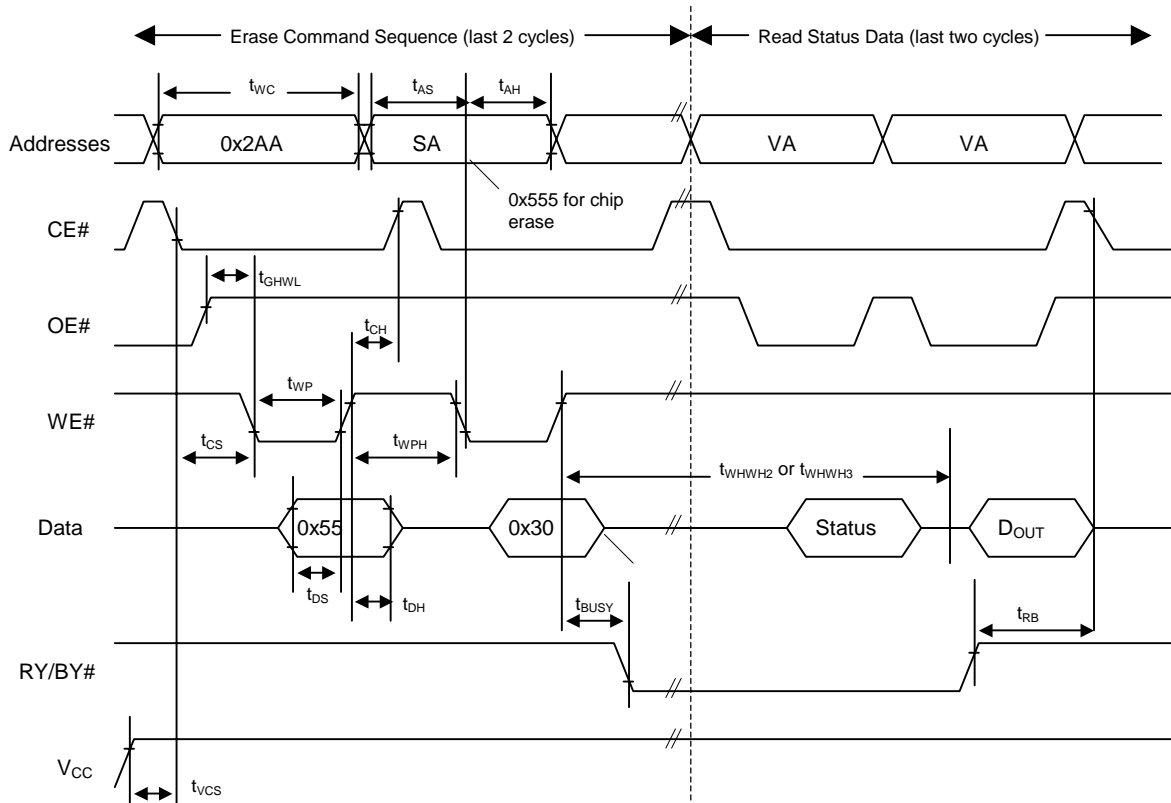 Erase Command Sequence (last 2 cycles)
Read Status Data (last two cycles)
tWC
tAS
tAH
Addresses
0x2AA
SA
VA
VA
0x555 for chip
erase
CE#
tGHWL
OE#
tCH
tWP
WE#
tCS
tWPH
tWHWH2 or tWHWH3
Data
0x55
0x30
Status
DOUT
tDS
tDH
tBUSY
tRB
RY/BY#
VCC
tVCS